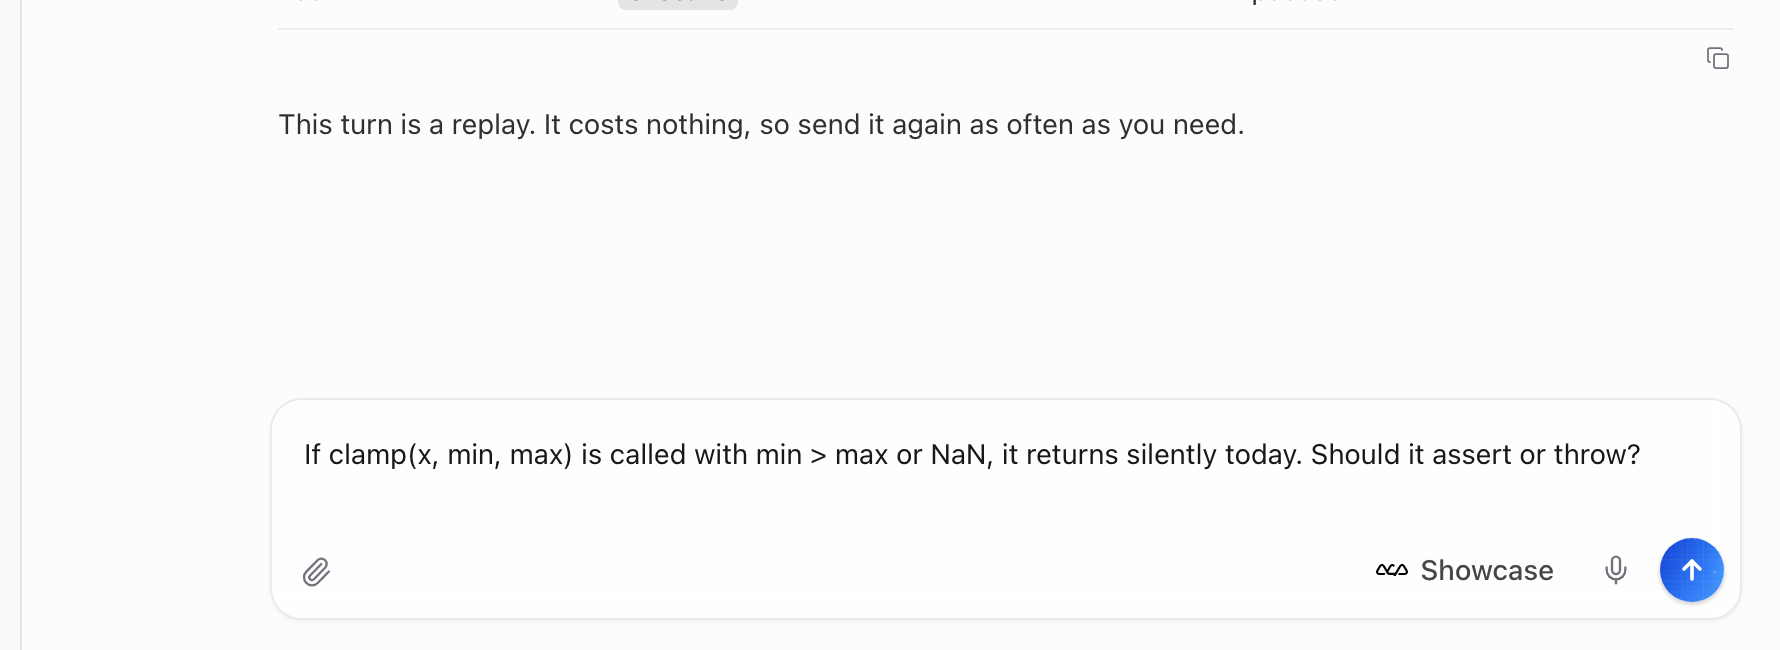 This turn is a replay. It costs nothing, so send it again as often as you need.
If clamp(x, min, max) is called with min > max or NaN, it returns silently today. Should it assert or throw?
Showcase